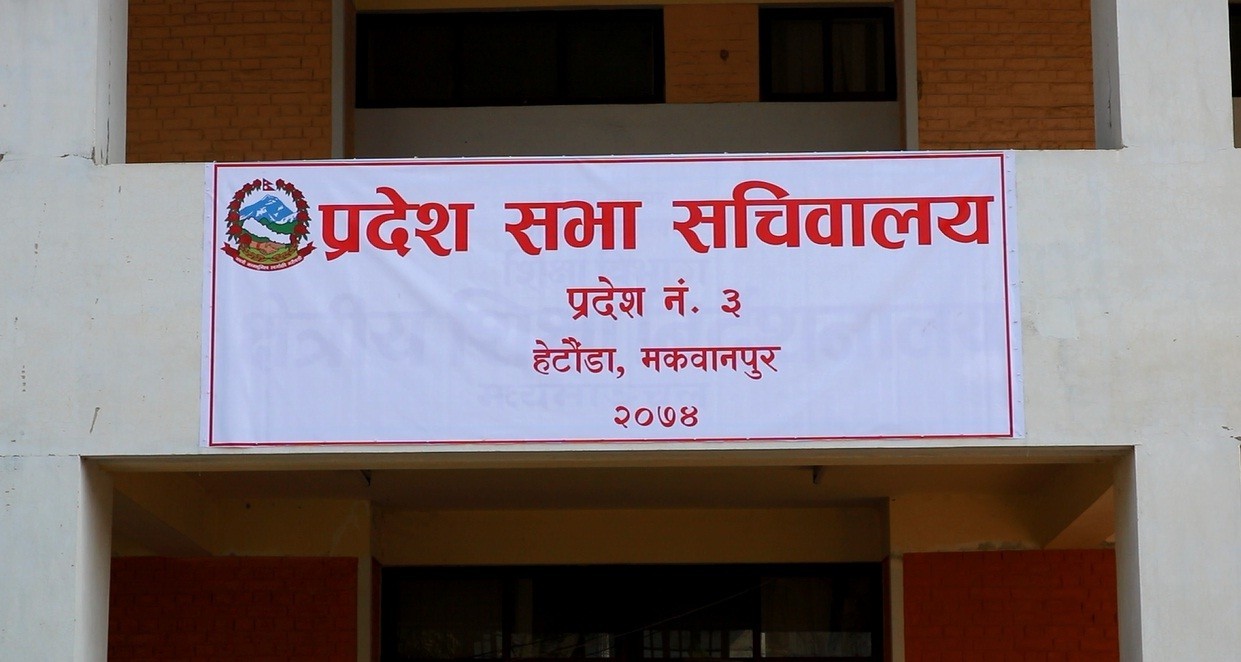 प्रदेश सभा सचिवालय
प्रदेश नं. ३
हेटौंडा, मकवानपुर
२०७४